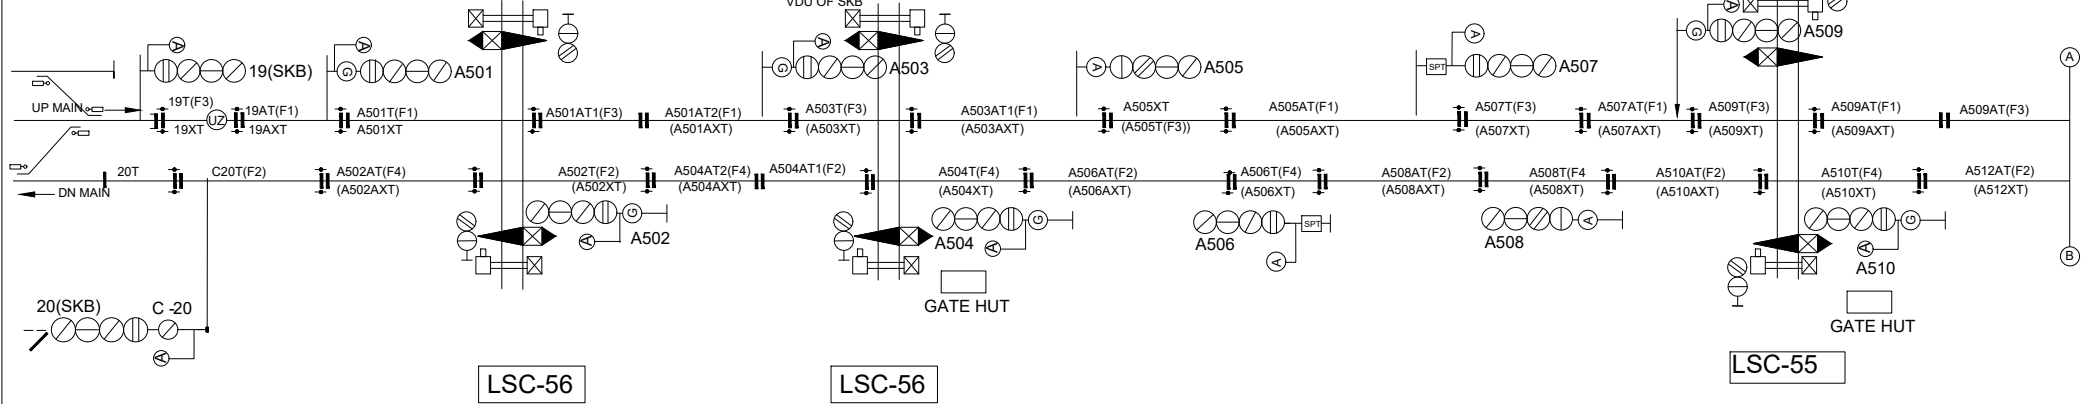 VDU OF SKB
A
A
A
A
A
A
19(SKB)
G
A501
G
A503
A
A505
SPT
A507
G
A509
A
UP MAIN
19T(F3)
UZ
19AT(F1)
A501T(F1)
A501AT1(F3)
A501AT2(F1)
A503T(F3)
A503AT1(F1)
A505XT
A505AT(F1)
A507T(F3)
A507AT(F1)
A509T(F3)
A509AT(F1)
A509AT(F3)
19XT
19AXT
A501XT
(A501AXT)
(A503XT)
(A503AXT)
(A505T(F3))
(A505AXT)
(A507XT)
(A507AXT)
(A509XT)
(A509AXT)
20T
C20T(F2)
A502AT(F4)
A502T(F2)
A504AT2(F4)
A504AT1(F2)
A504T(F4)
A506AT(F2)
A506T(F4)
A508AT(F2)
A508T(F4
A510AT(F2)
A510T(F4)
A512AT(F2)
DN MAIN
(A502AXT)
(A502XT)
(A504AXT)
(A504XT)
(A506AXT)
(A506XT)
(A508AXT)
(A508XT)
(A510AXT)
(A510XT)
(A512XT)
G
A502
A
G
A504
A
SPT
A506
A
A
A508
G
A510
A
B
GATE HUT
GATE HUT
20(SKB)
C -20
A
LSC-56
LSC-56
LSC-55